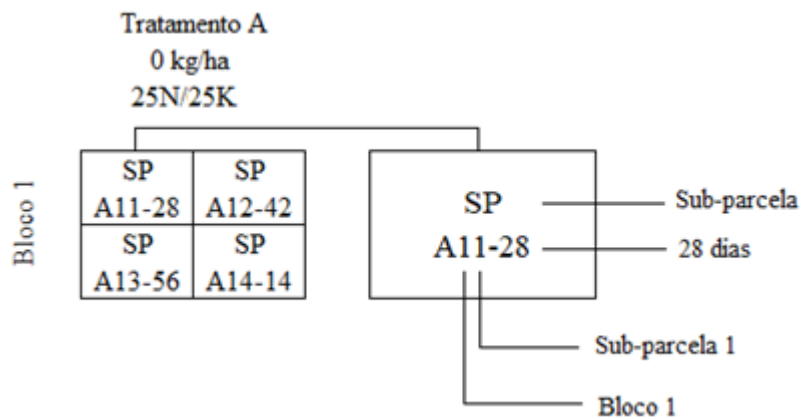 Tratamento A
0 kg/ha
25N/25K
Bloco 1
SP
A11-28
SP
A12-42
SP
A13-56
SP
A14-14
SP
A11-28
Sub-parcela
28 dias
Sub-parcela 1
Bloco 1